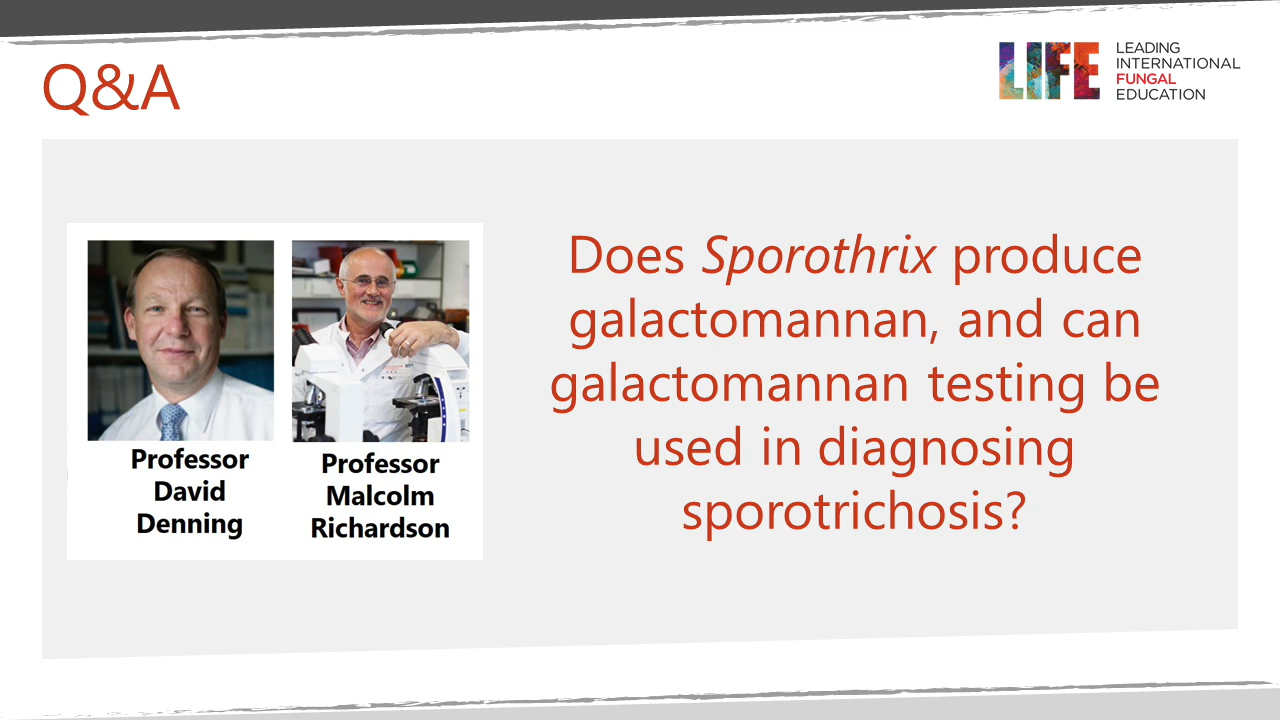 Q&A
LIFE
LEADING
INTERNATIONAL
FUNGAL
EDUCATION
Professor
David
Denning
Professor
Malcolm
Richardson
Does Sporothrix produce
galactomannan, and can
galactomannan testing be
used in diagnosing
sporotrichosis?